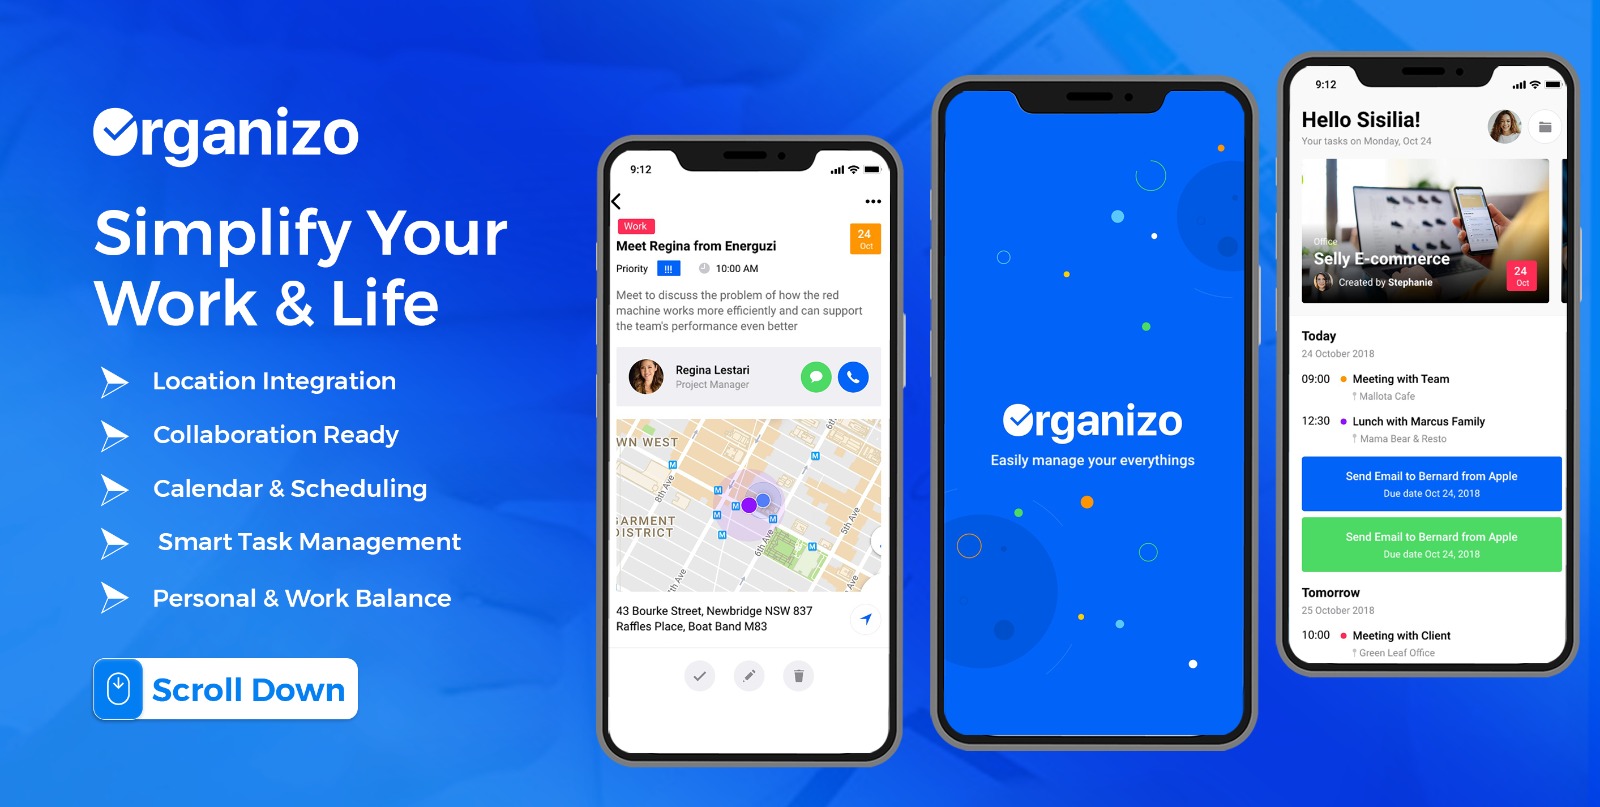 Organizo
Simplify Your
Work & Life
Location Integration
Collaboration Ready
Calendar & Scheduling
Smart Task Management
Personal & Work Balance
Scroll Down
9:12
Work
Meet Regina from Energuzi
24
Oct
Priority !!! 10:00 AM
Meet to discuss the problem of how the red
machine works more efficiently and can support
the team's performance even better
Regina Lestari
Project Manager
WN WEST
8th Ave
6t
M
M
M
M
M
M
M
M
GARMENT
DISTRICT
6th Ave
5th Ave
7th Ave
43 Bourke Street, Newbridge NSW 837
Raffles Place, Boat Band M83
Organizo
Easily manage your everythings
9:12
Hello Sisilia!
Your tasks on Monday, Oct 24
Office
Selly E-commerce
Created by Stephanie
24
Oct
Today
24 October 2018
09:00 Meeting with Team
Mallota Cafe
12:30 Lunch with Marcus Family
Mama Bear & Resto
Send Email to Bernard from Apple
Due date Oct 24, 2018
Send Email to Bernard from Apple
Due date Oct 24, 2018
Tomorrow
25 October 2018
10:00 Meeting with Client
Green Leaf Office